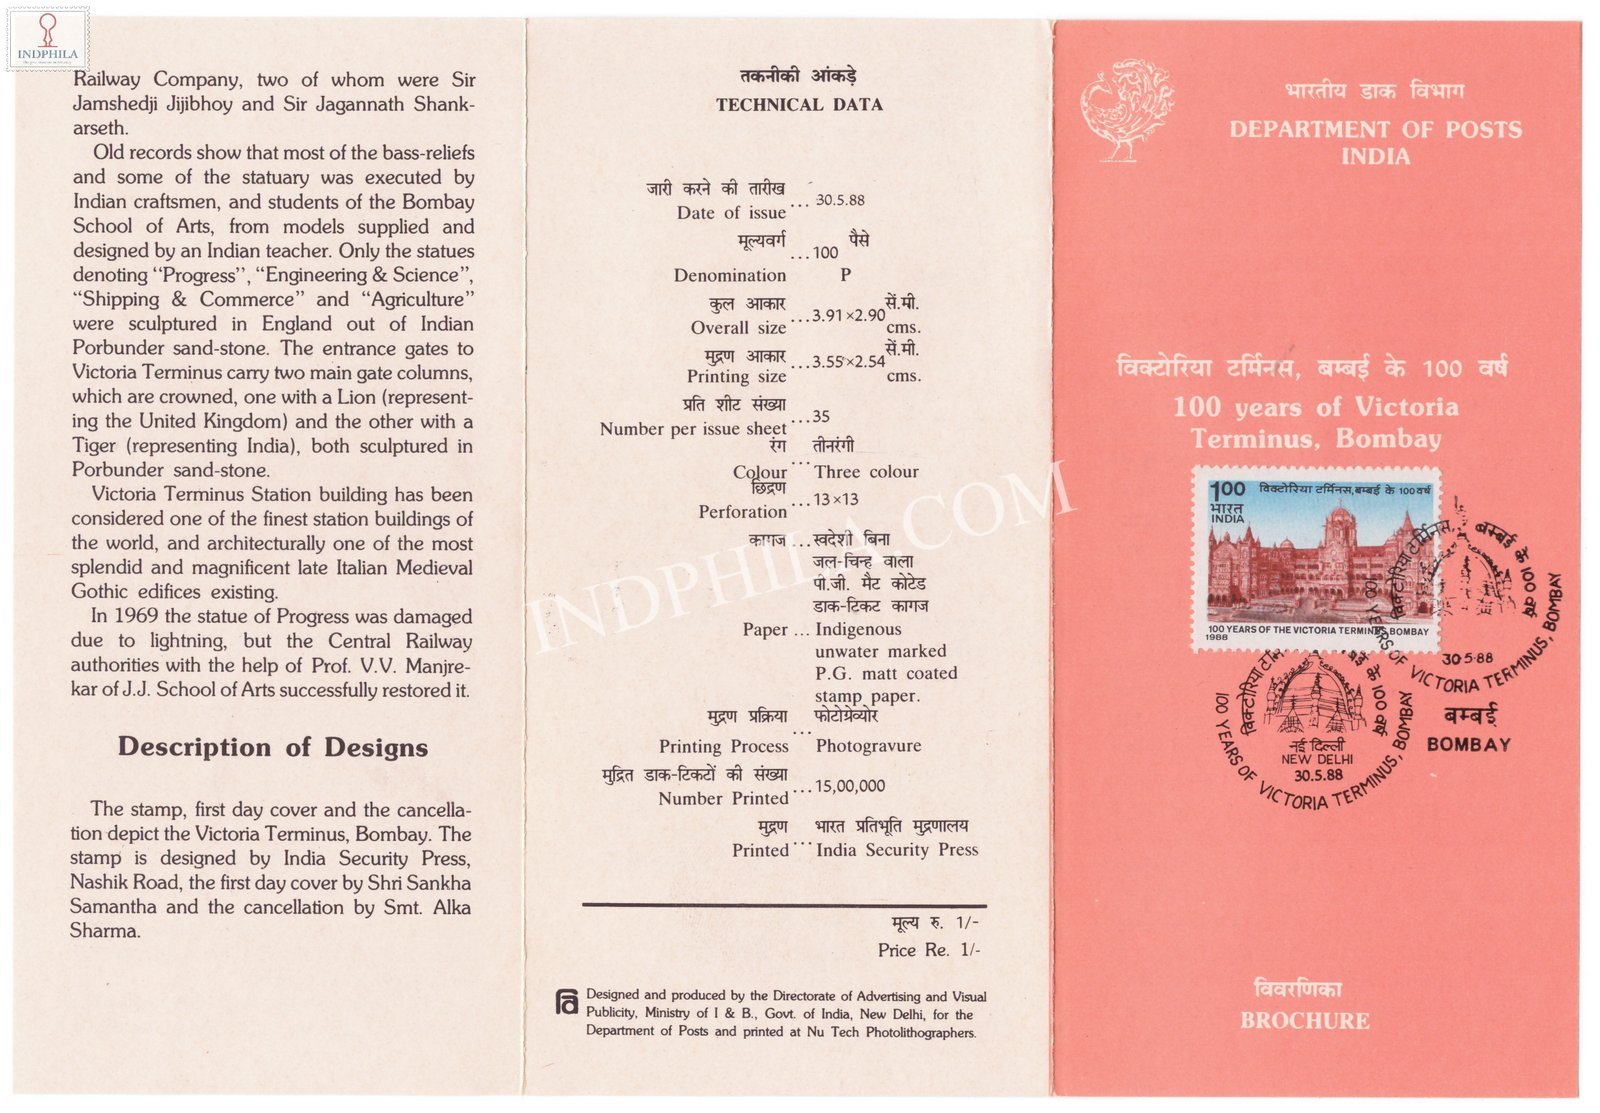 INDPHILA
Railway Company, two of whom were Sir
Jamshedji Jijibhoy and Sir Jagannath Shank-
arseth.
Old records show that most of the bass-reliefs
and some of the statuary was executed by
Indian craftsmen, and students of the Bombay
School of Arts, from models supplied and
designed by an Indian teacher. Only the statues
denoting “Progress”, “Engineering & Science”,
“Shipping & Commerce” and “Agriculture”
were sculptured in England out of Indian
Porbunder sand-stone. The entrance gates to
Victoria Terminus carry two main gate columns,
which are crowned, one with a Lion (represent-
ing the United Kingdom) and the other with a
Tiger (representing India), both sculptured in
Porbunder sand-stone.
Victoria Terminus Station building has been
considered one of the finest station buildings of
the world, and architecturally one of the most
splendid and magnificent late Italian Medieval
Gothic edifices existing.
In 1969 the statue of Progress was damaged
due to lightning, but the Central Railway
authorities with the help of Prof. V.V. Manjre-
kar of J.J. School of Arts successfully restored it.
Description of Designs
The stamp, first day cover and the cancella-
tion depict the Victoria Terminus, Bombay. The
stamp is designed by India Security Press,
Nashik Road, the first day cover by Shri Sankha
Samantha and the cancellation by Smt. Alka
Sharma.
तकनीकी आंकड़े
TECHNICAL DATA
जारी करने की तारीख
Date of issue ... 30.5.88
मूल्यवर्ग ...100 पैसे
Denomination P
कुल आकार सें.मी.
Overall size ...3.91×2.90 cms.
मुद्रण आकार सें.मी.
Printing size ...3.55×2.54 cms.
प्रति शीट संख्या
Number per issue sheet ...35
रंग तीनरंगी
Colour ... Three colour
छिद्रण
Perforation ...13×13
कागज ...स्वदेशी बिना
जल-चिन्ह वाला
पी.जी. मैट कोटेड
डाक-टिकट कागज
Paper ... Indigenous
unwater marked
P.G. matt coated
stamp paper.
मुद्रण प्रक्रिया फोटोग्रेव्योर
Printing Process ... Photogravure
मुद्रित डाक-टिकटों की संख्या
Number Printed ...15,00,000
मुद्रण भारत प्रतिभूति मुद्रणालय
Printed ... India Security Press
मूल्य रु. 1/-
Price Re. 1/-
Designed and produced by the Directorate of Advertising and Visual
Publicity, Ministry of I & B., Govt. of India, New Delhi, for the
Department of Posts and printed at Nu Tech Photolithographers.
INDPHILA.COM
भारतीय डाक विभाग
DEPARTMENT OF POSTS
INDIA
विक्टोरिया टर्मिनस, बम्बई के 100 वर्ष
100 years of Victoria
Terminus, Bombay
1.00 विक्टोरिया टर्मिनस, बम्बई के 100 वर्ष
भारत
INDIA
100 YEARS OF THE VICTORIA TERMINUS, BOMBAY
1988
विक्टोरिया टर्मिनस, बम्बई के 100 वर्ष
100 YEARS OF VICTORIA TERMINUS, BOMBAY
30.5.88
बम्बई
BOMBAY
विक्टोरिया बम्बई के 100 वर्ष
नई दिल्ली
NEW DELHI
30.5.88
100 YEARS OF VICTORIA TERMINUS, BOMBAY
विवरणिका
BROCHURE